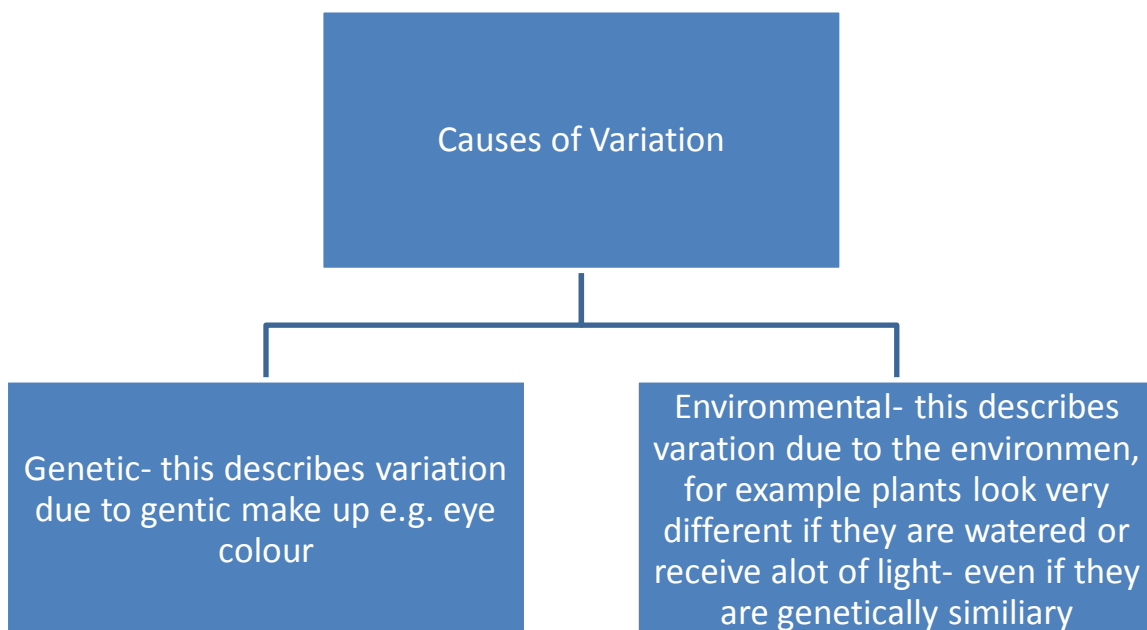 Causes of Variation
Genetic- this describes variation
due to gentic make up e.g. eye
colour
Environmental- this describes
varation due to the environmen,
for example plants look very
different if they are watered or
receive alot of light- even if they
are genetically similiary